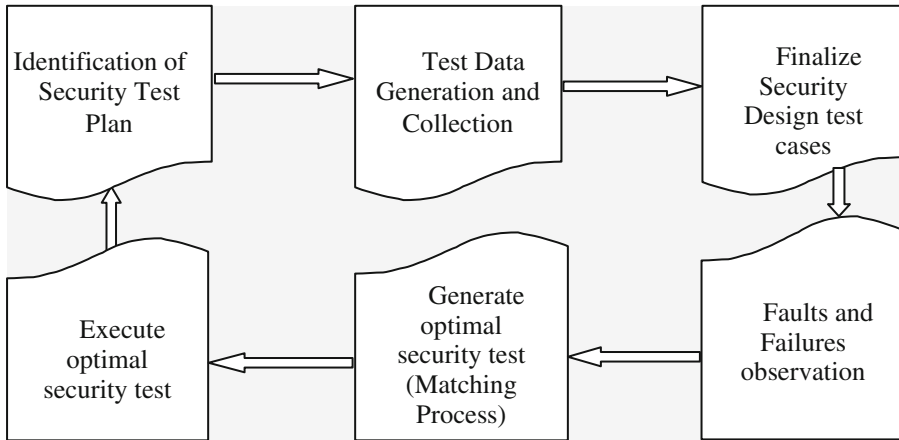 Identification of
Security Test
Plan
Test Data
Generation and
Collection
Finalize
Security
Design test
cases
Faults and
Failures
observation
Generate
optimal
security test
(Matching
Process)
Execute
optimal
security test